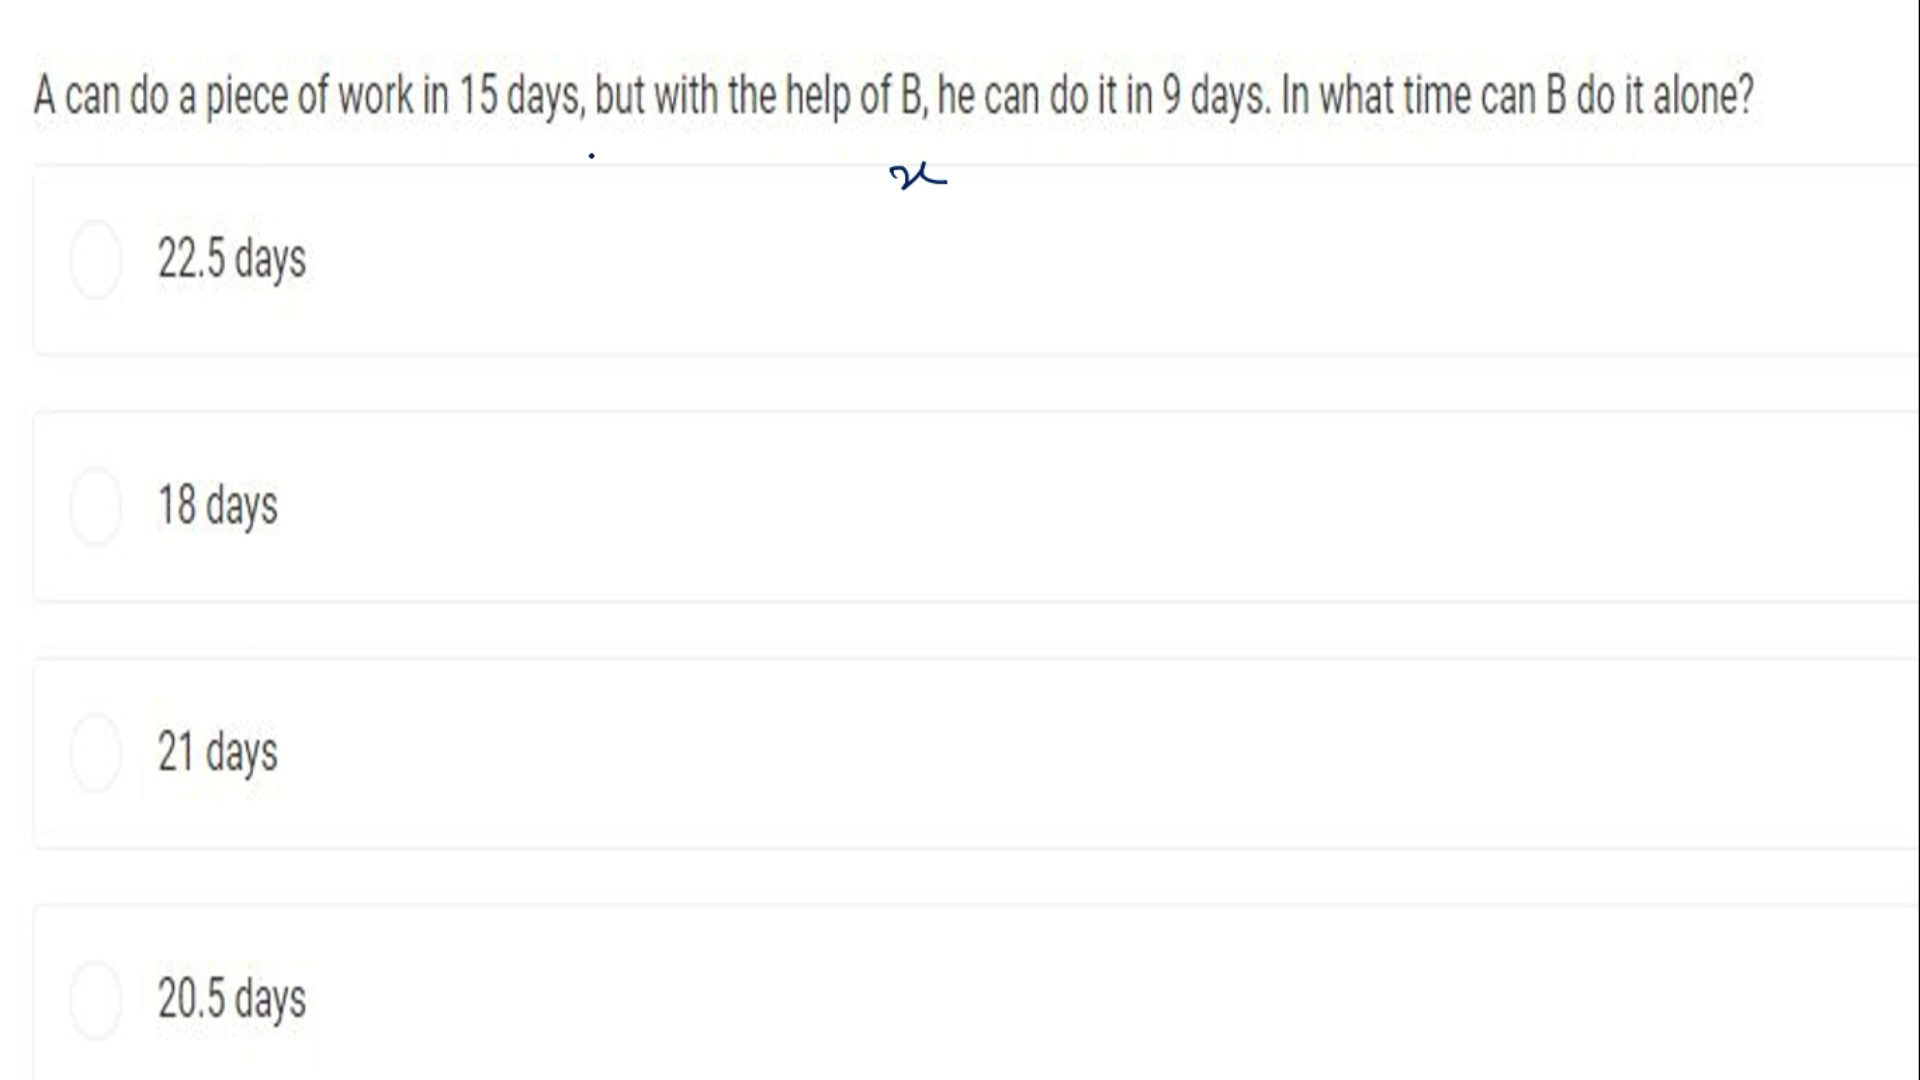 A can do a piece of work in 15 days, but with the help of B, he can do it in 9 days. In what time can B do it alone?
x
22.5 days
18 days
21 days
20.5 days